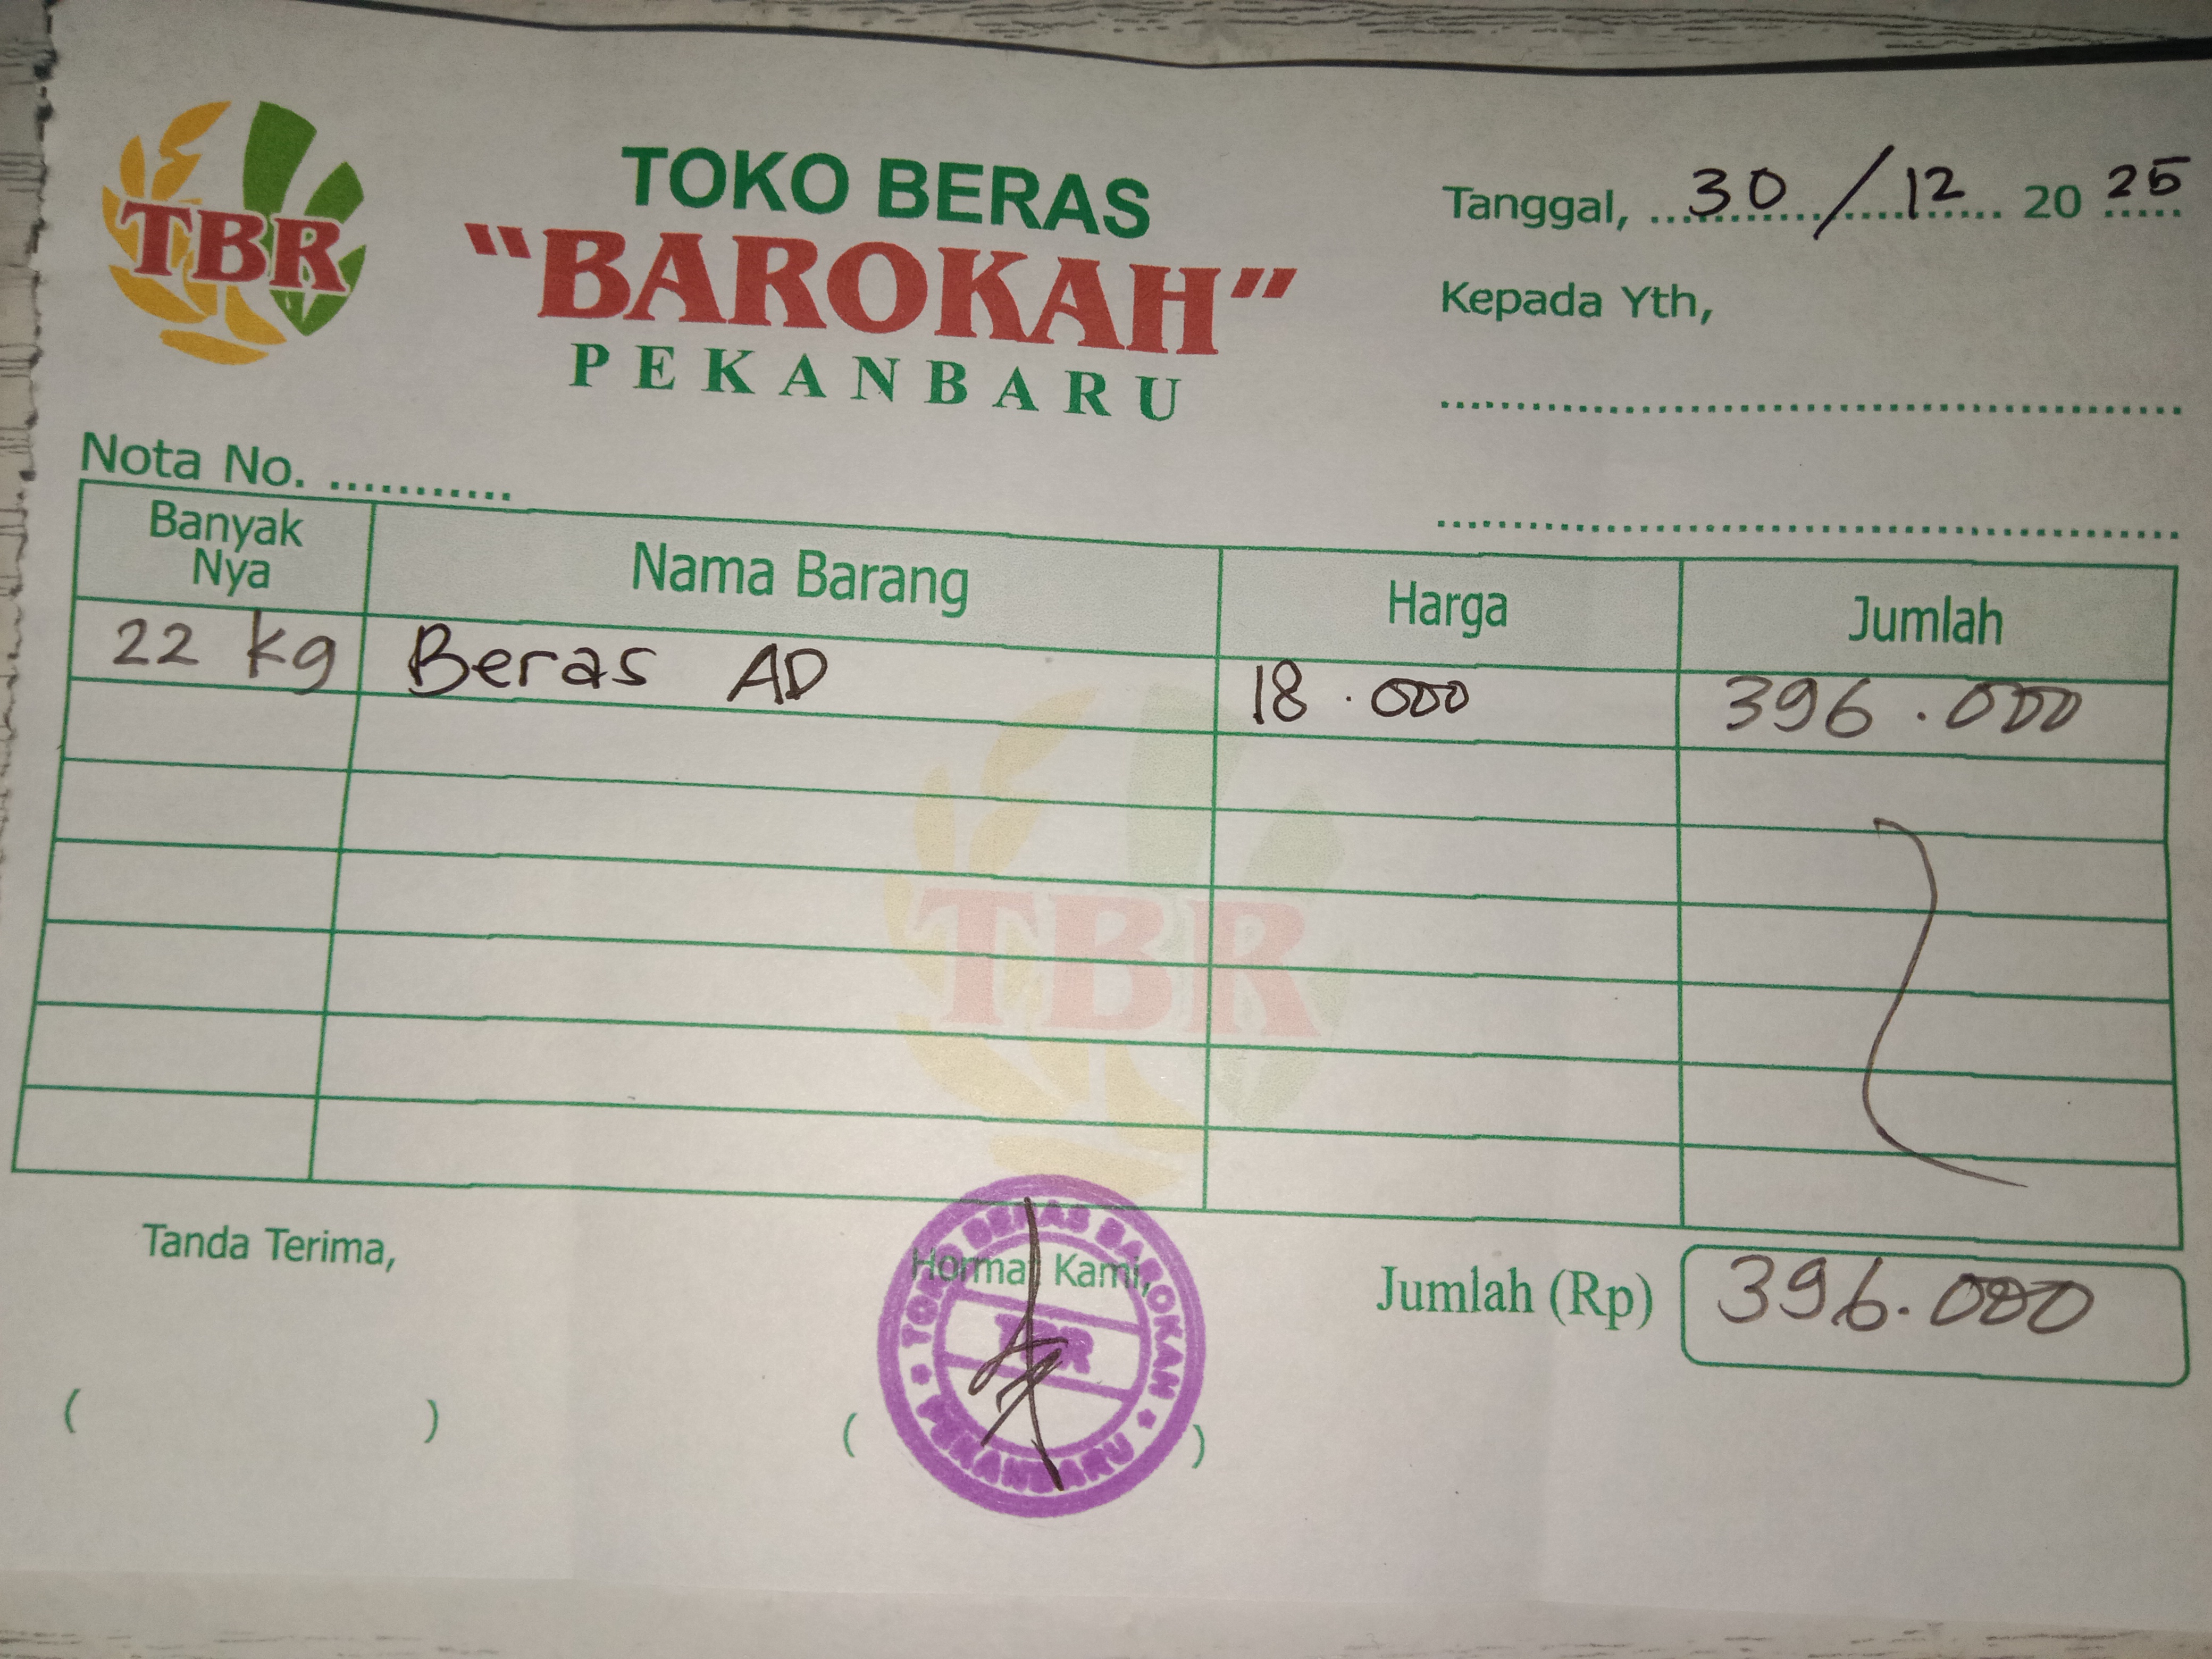 TBR
TOKO BERAS
"BAROKAH"
PEKANBARU
Tanggal, 30 / 12 20 25
Kepada Yth,
Nota No.
Banyak Nya Nama Barang Harga Jumlah
22 kg Beras AD 18.000 396.000
TBR
Tanda Terima,
Hormat Kami,
Jumlah (Rp) 396.000
TOKO BERAS BAROKAH
TBR
PEKANBARU
( )
( )